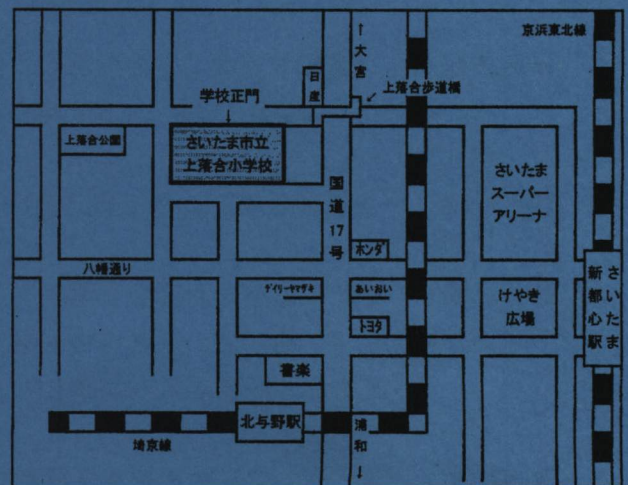 京浜東北線
↑大宮
日産
上落合歩道橋
学校正門
↓
上落合公園
さいたま市立
上落合小学校
さいたま
スーパー
アリーナ
国道17号
ホンダ
八幡通り
デイリーヤマザキ
あいおい
けやき
広場
さいたま
新都心駅
トヨタ
書楽
北与野駅
埼京線
浦和↓